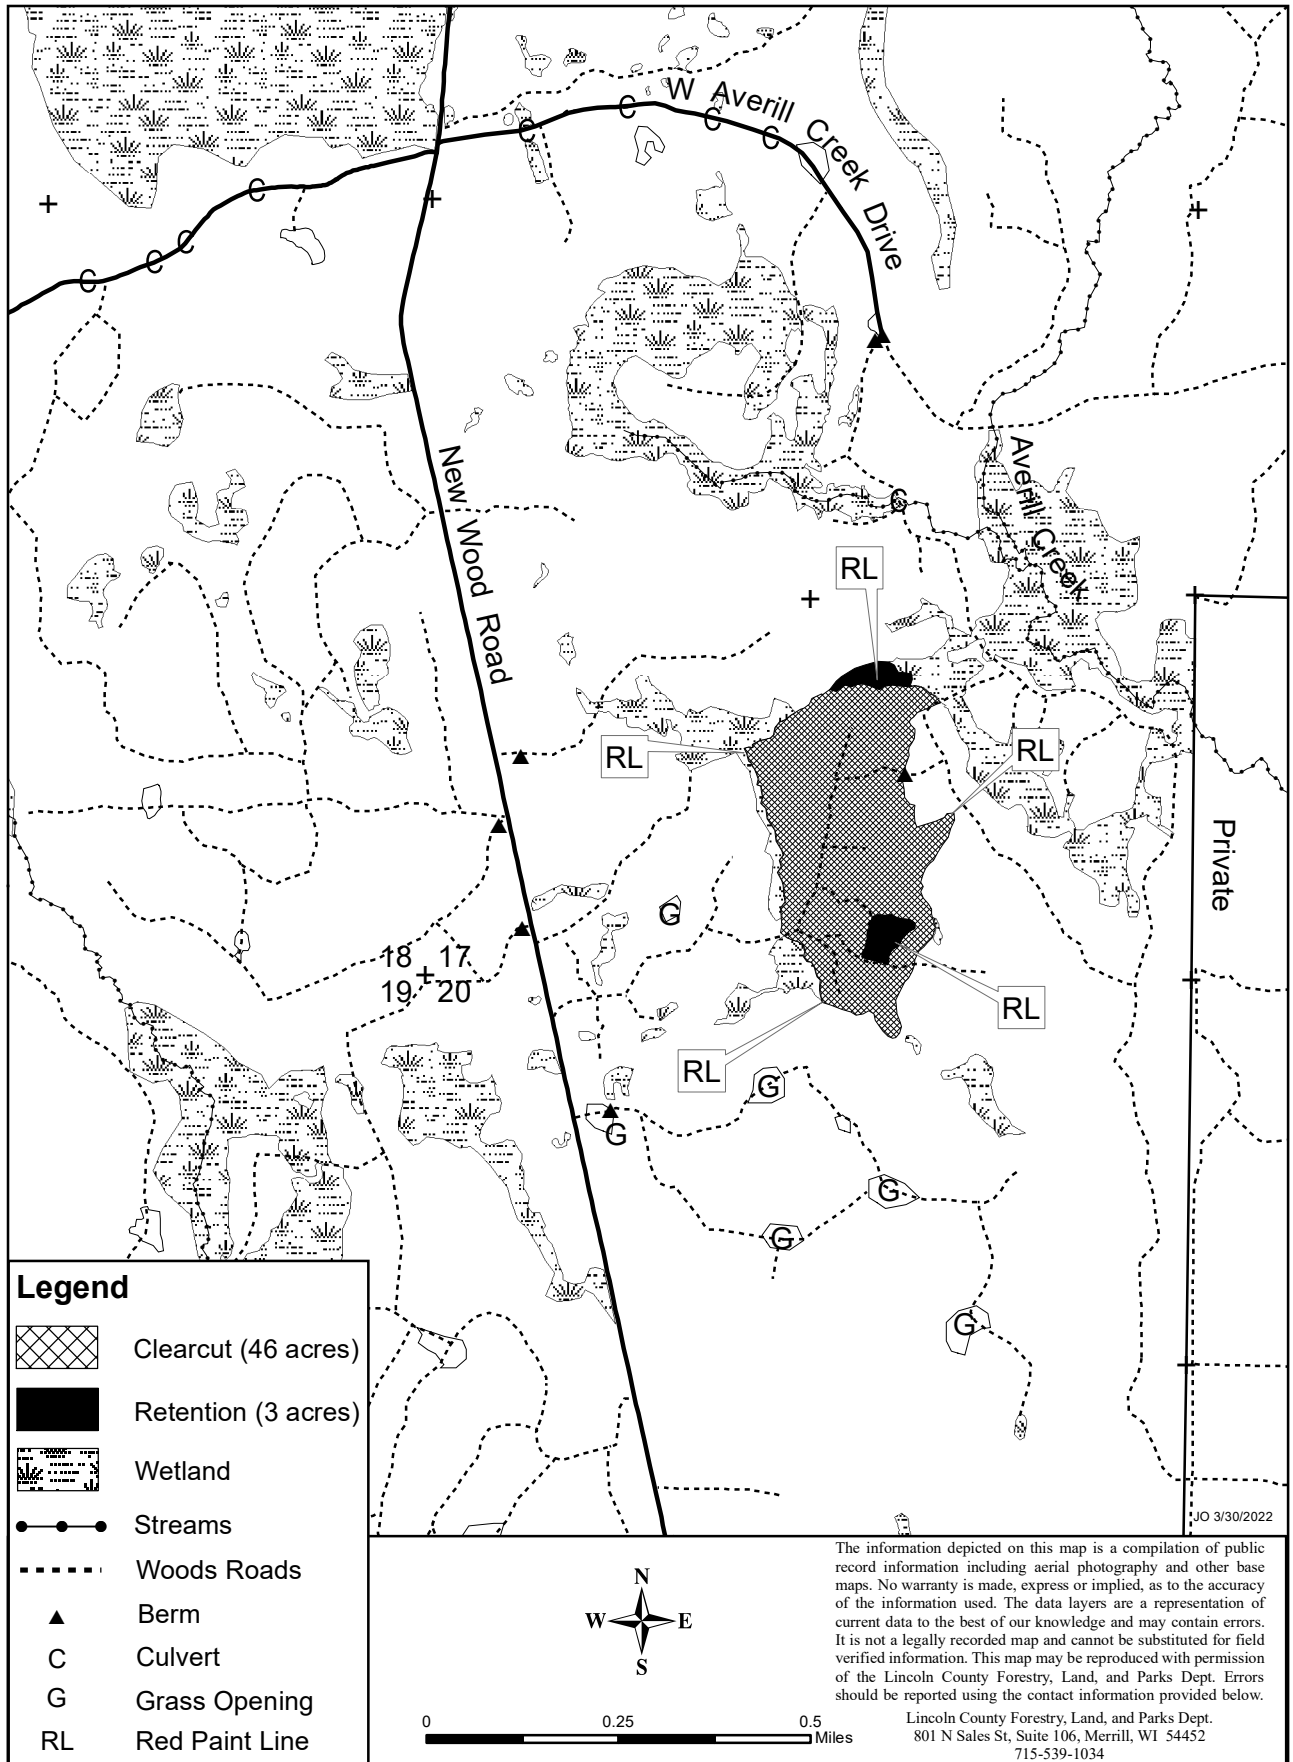 W Averill Creek Drive
C
C
C
C
C
C
C
C
New Wood Road
Averill Creek
C
RL
RL
RL
Private
G
18 17
19 20
RL
RL
G
G
G
G
G
Legend
Clearcut (46 acres)
Retention (3 acres)
Wetland
Streams
Woods Roads
Berm
C Culvert
G Grass Opening
RL Red Paint Line
JO 3/30/2022
N
W E
S
0 0.25 0.5
Miles
The information depicted on this map is a compilation of public
record information including aerial photography and other base
maps. No warranty is made, express or implied, as to the accuracy
of the information used. The data layers are a representation of
current data to the best of our knowledge and may contain errors.
It is not a legally recorded map and cannot be substituted for field
verified information. This map may be reproduced with permission
of the Lincoln County Forestry, Land, and Parks Dept. Errors
should be reported using the contact information provided below.
Lincoln County Forestry, Land, and Parks Dept.
801 N Sales St, Suite 106, Merrill, WI 54452
715-539-1034